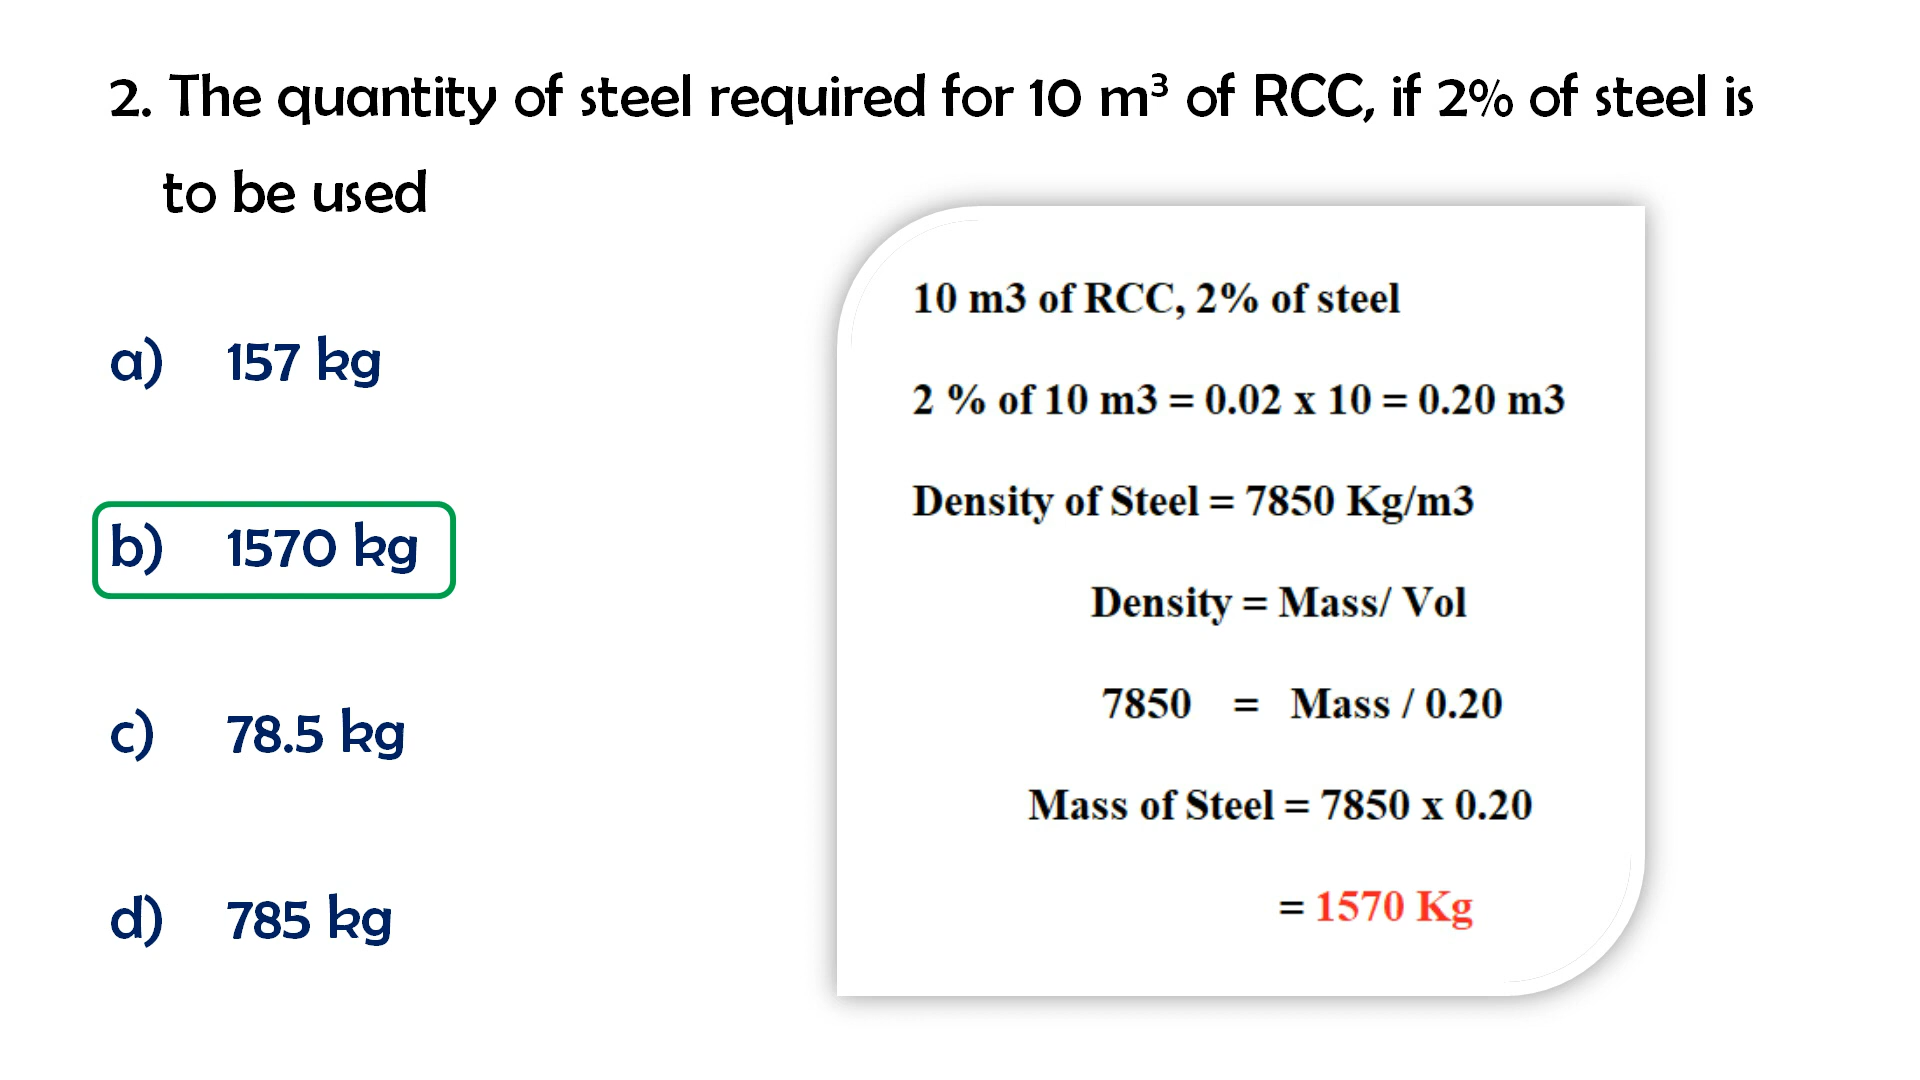 2. The quantity of steel required for 10 m³ of RCC, if 2% of steel is
to be used
a) 157 kg
b) 1570 kg
c) 78.5 kg
d) 785 kg
10 m3 of RCC, 2% of steel
2 % of 10 m3 = 0.02 x 10 = 0.20 m3
Density of Steel = 7850 Kg/m3
Density = Mass/ Vol
7850 = Mass / 0.20
Mass of Steel = 7850 x 0.20
= 1570 Kg